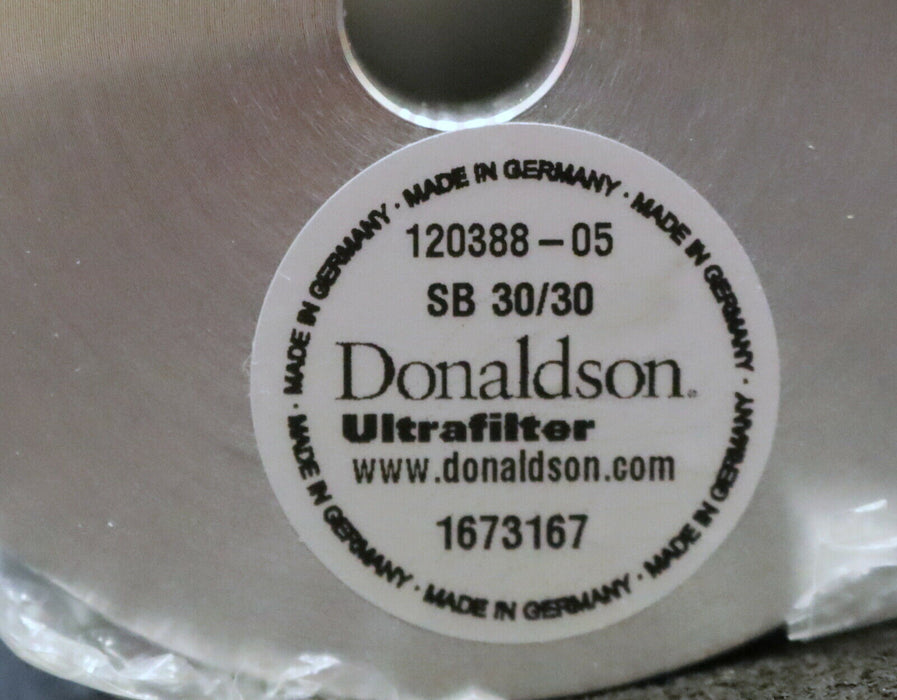 MADE IN GERMANY · MADE IN GERMANY · MADE IN GERMANY · MADE IN GERMANY · MADE IN GERMANY · MADE IN GERMANY ·
120388 – 05
SB 30/30
Donaldson®
Ultrafilter
www.donaldson.com
1673167